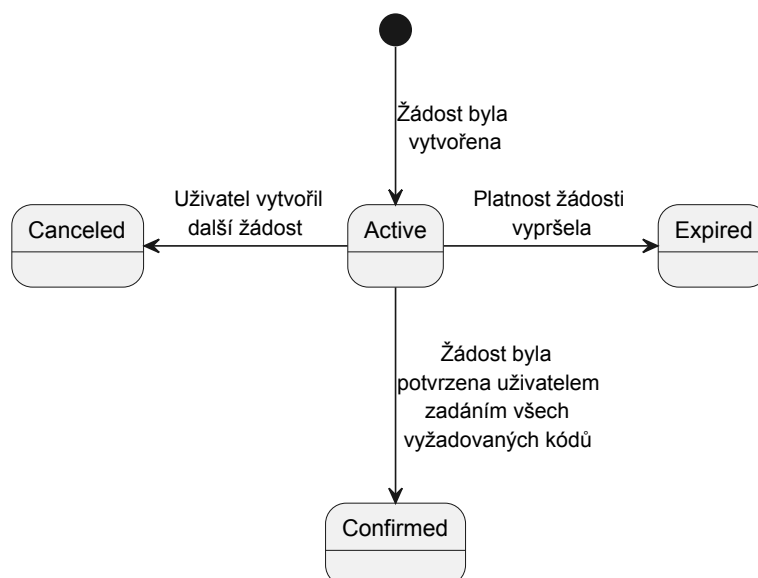 Žádost byla
vytvořena
Uživatel vytvořil
další žádost
Platnost žádosti
vypršela
Canceled
Active
Expired
Žádost byla
potvrzena uživatelem
zadáním všech
vyžadovaných kódů
Confirmed